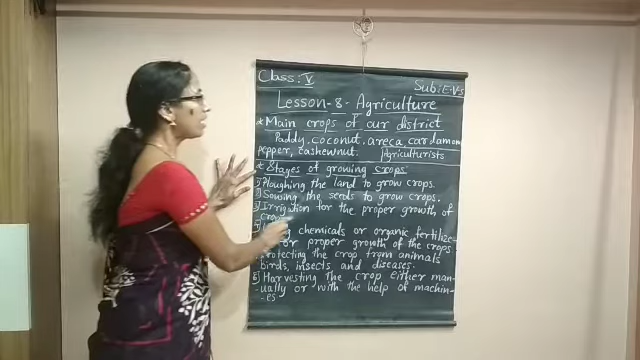 Class: V
Sub: E.V.S
Lesson-8-Agriculture
* Main crops of our district
Paddy, coconut, areca cardamom
pepper, cashewnut. Agriculturists
* Stages of growing crops
1) Ploughing the land to grow crops.
2) Sowing the seeds to grow crops.
3) Irrigation for the proper growth of
crops
chemicals or organic fertilize-
or proper growth of the crops
protecting the crop from animals
birds, insects and diseases.
6) Harvesting the crop either man-
-ually or with the help of machin-
-es